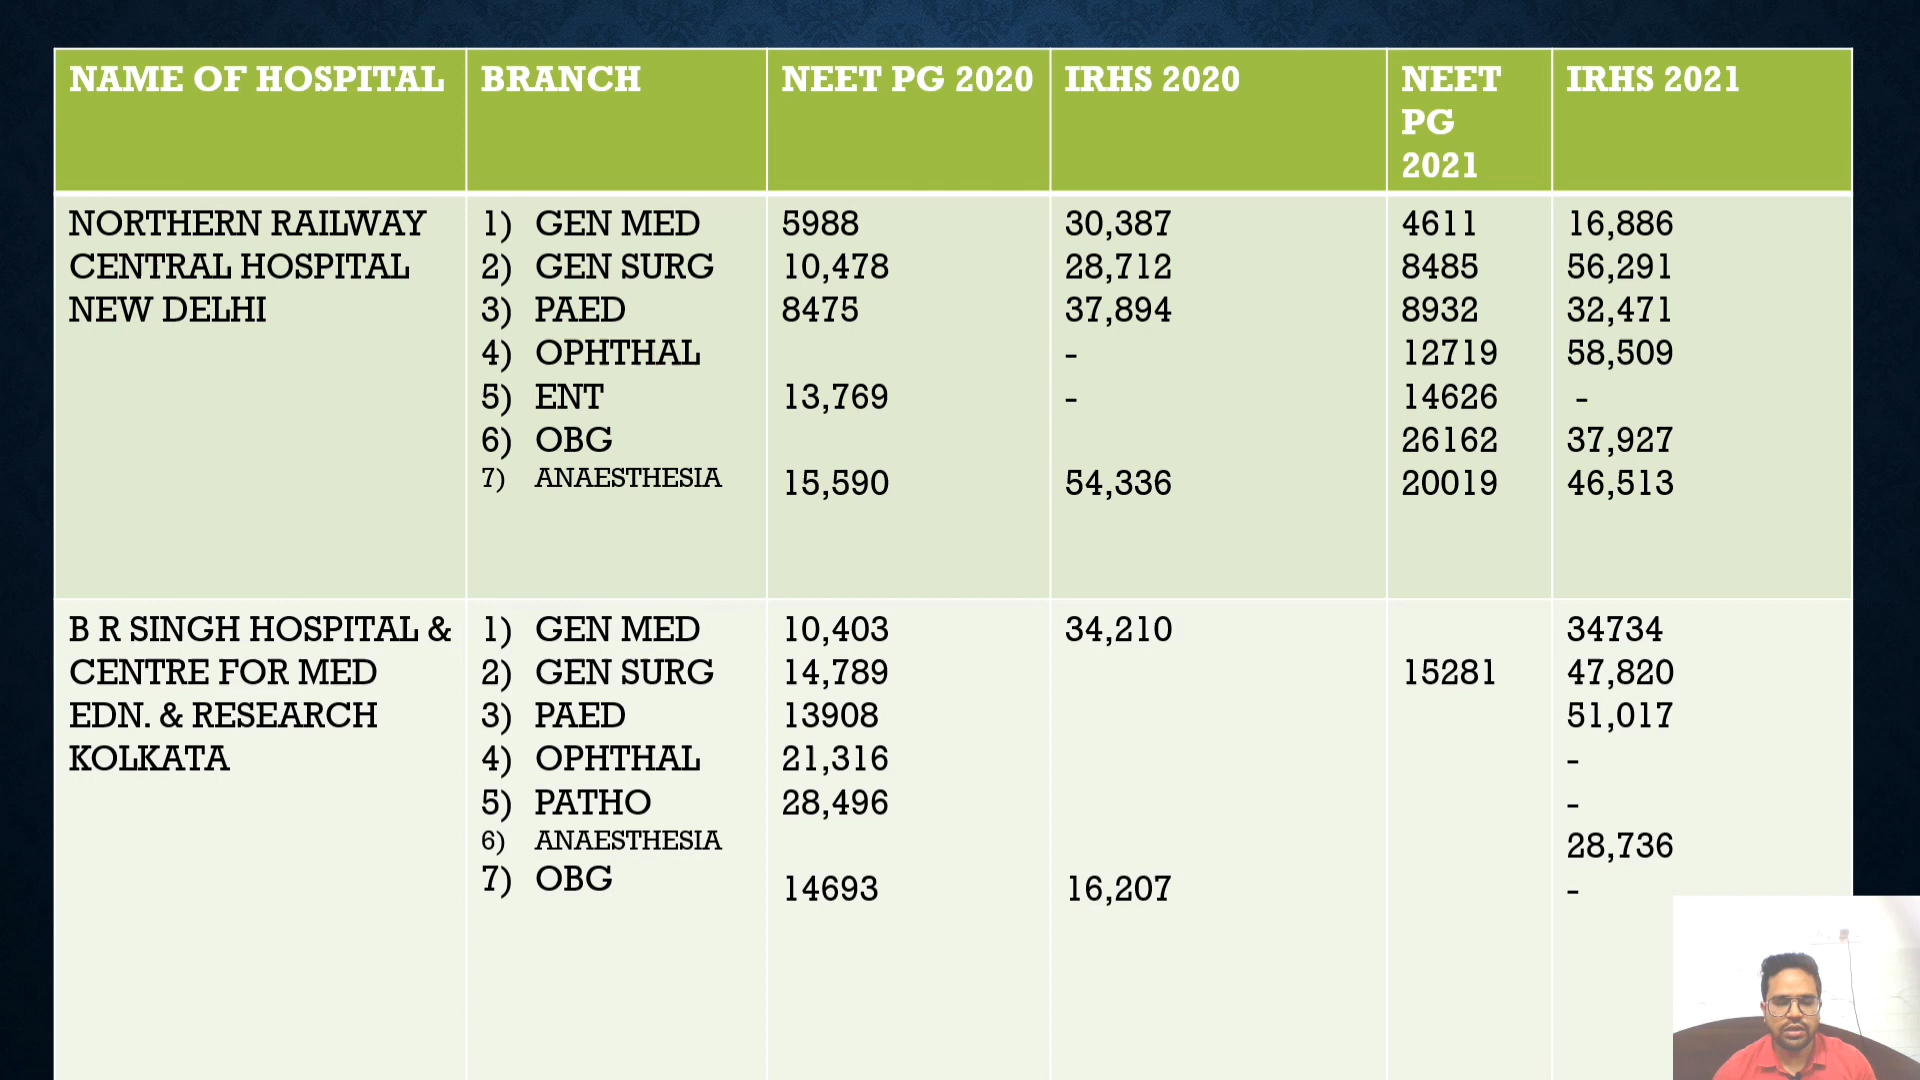 NAME OF HOSPITAL BRANCH NEET PG 2020 IRHS 2020 NEET PG 2021 IRHS 2021
NORTHERN RAILWAY 1) GEN MED 5988 30,387 4611 16,886
CENTRAL HOSPITAL 2) GEN SURG 10,478 28,712 8485 56,291
NEW DELHI 3) PAED 8475 37,894 8932 32,471
4) OPHTHAL - 12719 58,509
5) ENT 13,769 - 14626 -
6) OBG 26162 37,927
7) ANAESTHESIA 15,590 54,336 20019 46,513
B R SINGH HOSPITAL & 1) GEN MED 10,403 34,210 34734
CENTRE FOR MED 2) GEN SURG 14,789 15281 47,820
EDN. & RESEARCH 3) PAED 13908 51,017
KOLKATA 4) OPHTHAL 21,316 -
5) PATHO 28,496 -
6) ANAESTHESIA 28,736
7) OBG 14693 16,207 -